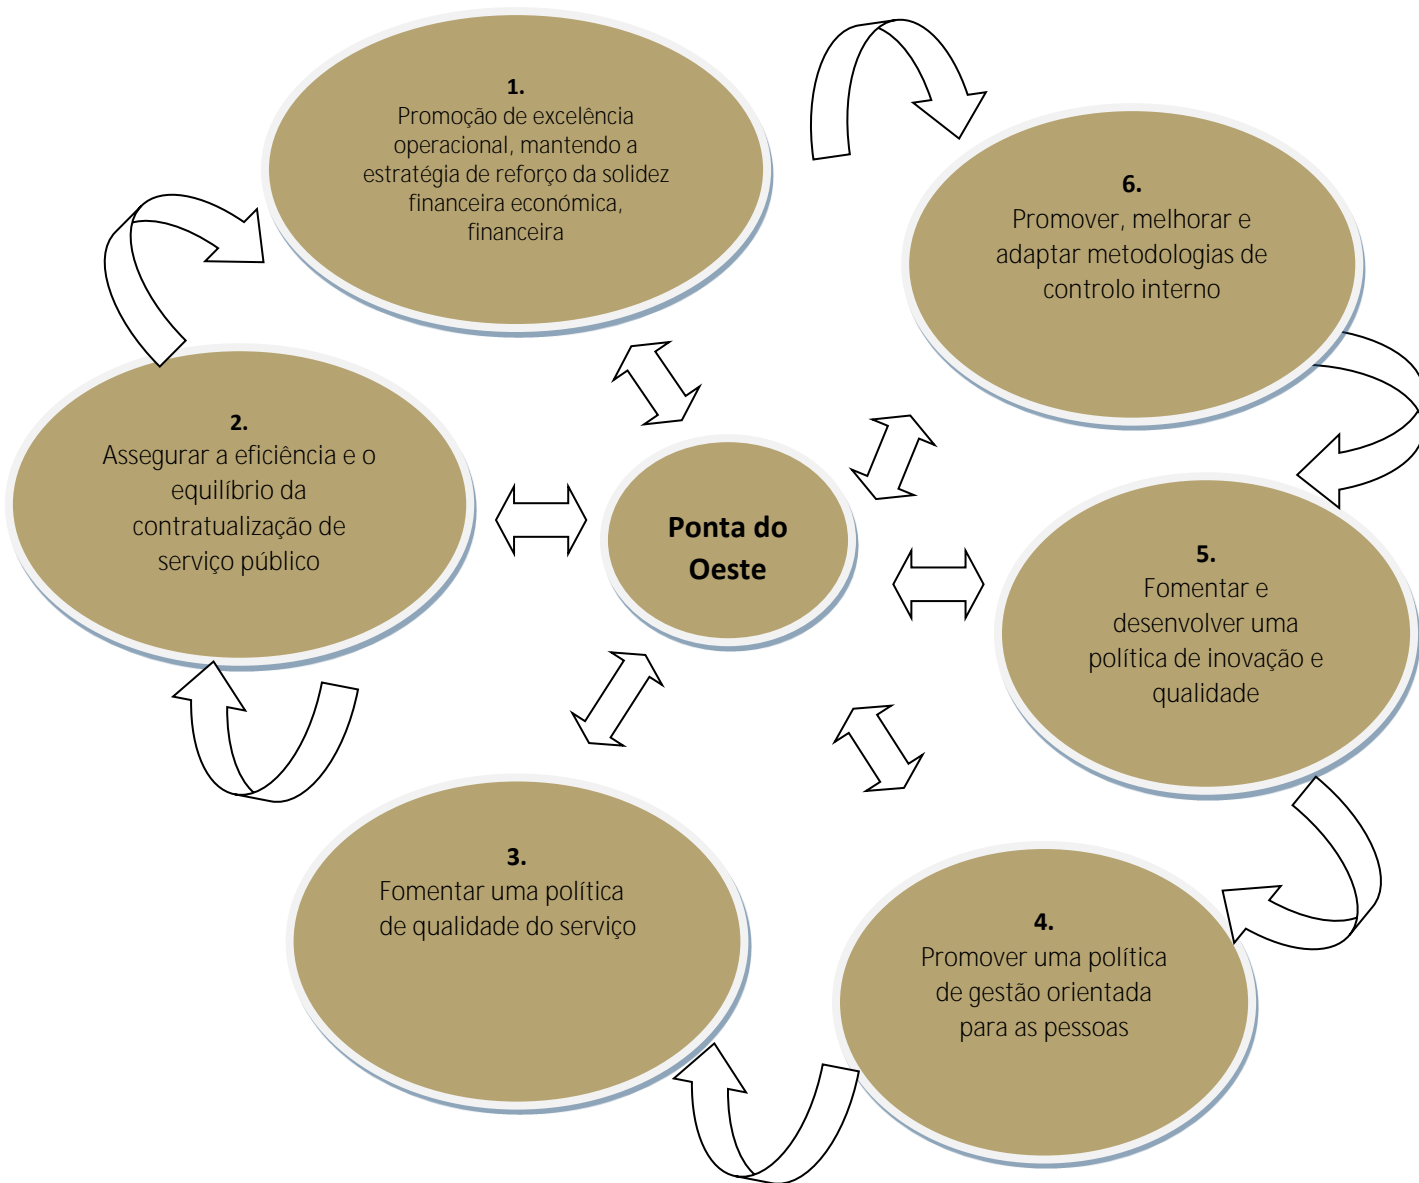 1.
Promoção de excelência
operacional, mantendo a
estratégia de reforço da solidez
financeira económica,
financeira
2.
Assegurar a eficiência e o
equilíbrio da
contratualização de
serviço público
3.
Fomentar uma política
de qualidade do serviço
4.
Promover uma política
de gestão orientada
para as pessoas
5.
Fomentar e
desenvolver uma
política de inovação e
qualidade
6.
Promover, melhorar e
adaptar metodologias de
controlo interno
Ponta do
Oeste